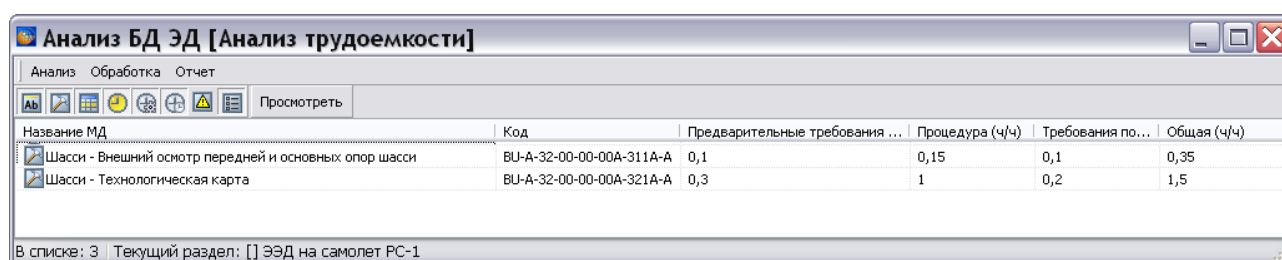 Анализ БД ЭД [Анализ трудоемкости]
Анализ Обработка Отчет
Ab Просмотреть
Название МД Код Предварительные требования ... Процедура (ч/ч) Требования по... Общая (ч/ч)
Шасси - Внешний осмотр передней и основных опор шасси BU-A-32-00-00-00A-311A-A 0,1 0,15 0,1 0,35
Шасси - Технологическая карта BU-A-32-00-00-00A-321A-A 0,3 1 0,2 1,5
В списке: 3 Текущий раздел: [] ЭЭД на самолет РС-1